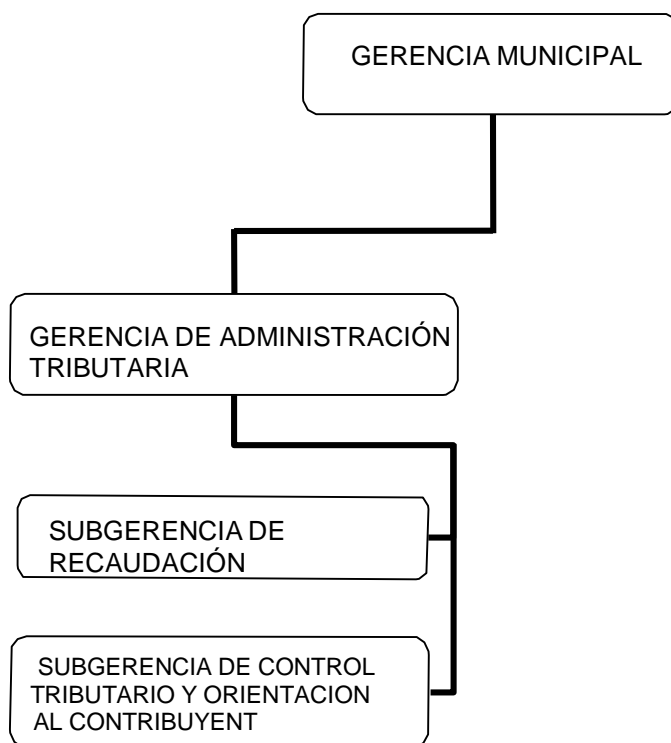 GERENCIA MUNICIPAL
GERENCIA DE ADMINISTRACIÓN
TRIBUTARIA
SUBGERENCIA DE
RECAUDACIÓN
SUBGERENCIA DE CONTROL
TRIBUTARIO Y ORIENTACION
AL CONTRIBUYENT